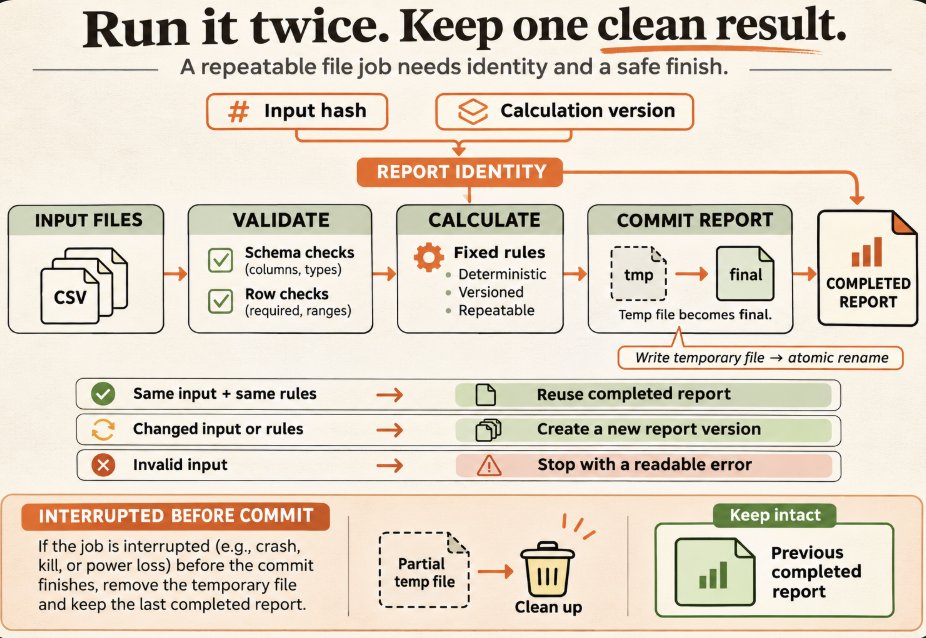 Run it twice. Keep one clean result.
A repeatable file job needs identity and a safe finish.
# Input hash
Calculation version
REPORT IDENTITY
INPUT FILES
CSV
VALIDATE
Schema checks
(columns, types)
Row checks
(required, ranges)
CALCULATE
Fixed rules
• Deterministic
• Versioned
• Repeatable
COMMIT REPORT
tmp
final
Temp file becomes final.
Write temporary file → atomic rename
COMPLETED
REPORT
Same input + same rules → Reuse completed report
Changed input or rules → Create a new report version
Invalid input → Stop with a readable error
INTERRUPTED BEFORE COMMIT
If the job is interrupted (e.g., crash,
kill, or power loss) before the commit
finishes, remove the temporary file
and keep the last completed report.
Partial
temp file
Clean up
Keep intact
Previous
completed
report